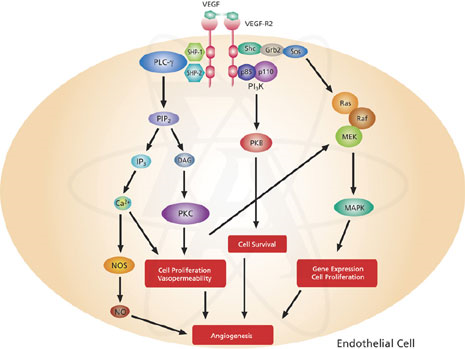 VEGF
VEGF-R2
PLC-γ
SHP-1
SHP-2
Shc
Grb2
Sos
p85
p110
PI₃K
Ras
Raf
MEK
PIP₂
PKB
IP₃
DAG
Ca²⁺
PKC
MAPK
Cell Survival
NOS
Cell Proliferation
Vasopermeability
Gene Expression
Cell Proliferation
NO
Angiogenesis
Endothelial Cell